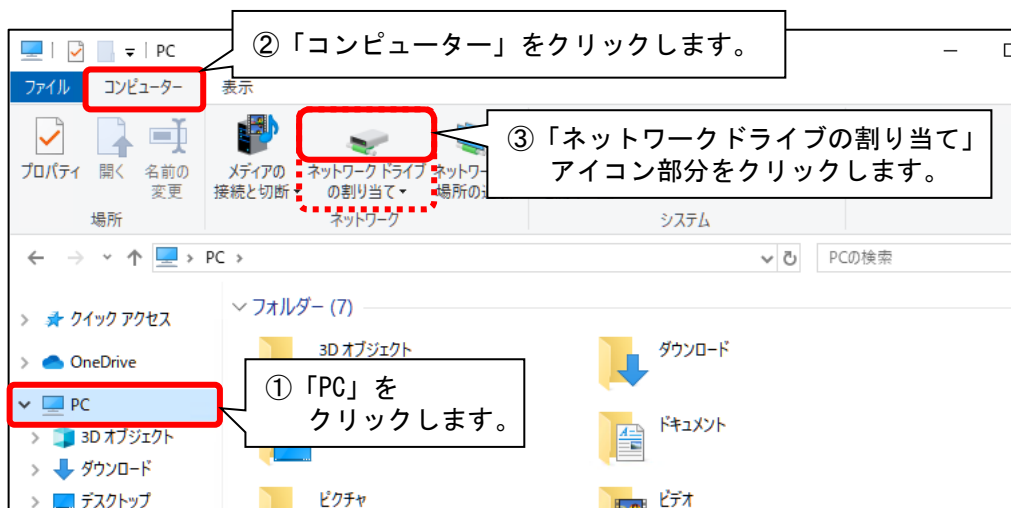 ②「コンピューター」をクリックします。
PC
ファイル
コンピューター
表示
③「ネットワークドライブの割り当て」
アイコン部分をクリックします。
プロパティ
開く
名前の
変更
メディアの
接続と切断
ネットワーク ドライブ
の割り当て
ネットワー
場所の
場所
ネットワーク
システム
PC
PCの検索
クイック アクセス
フォルダー (7)
OneDrive
3D オブジェクト
ダウンロード
①「PC」を
クリックします。
PC
ドキュメント
3D オブジェクト
ダウンロード
デスクトップ
ピクチャ
ビデオ